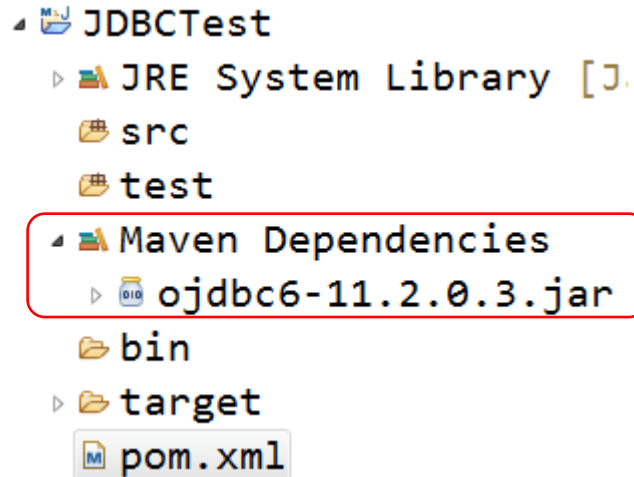 JDBCTest
JRE System Library [J
src
test
Maven Dependencies
ojdbc6-11.2.0.3.jar
bin
target
pom.xml